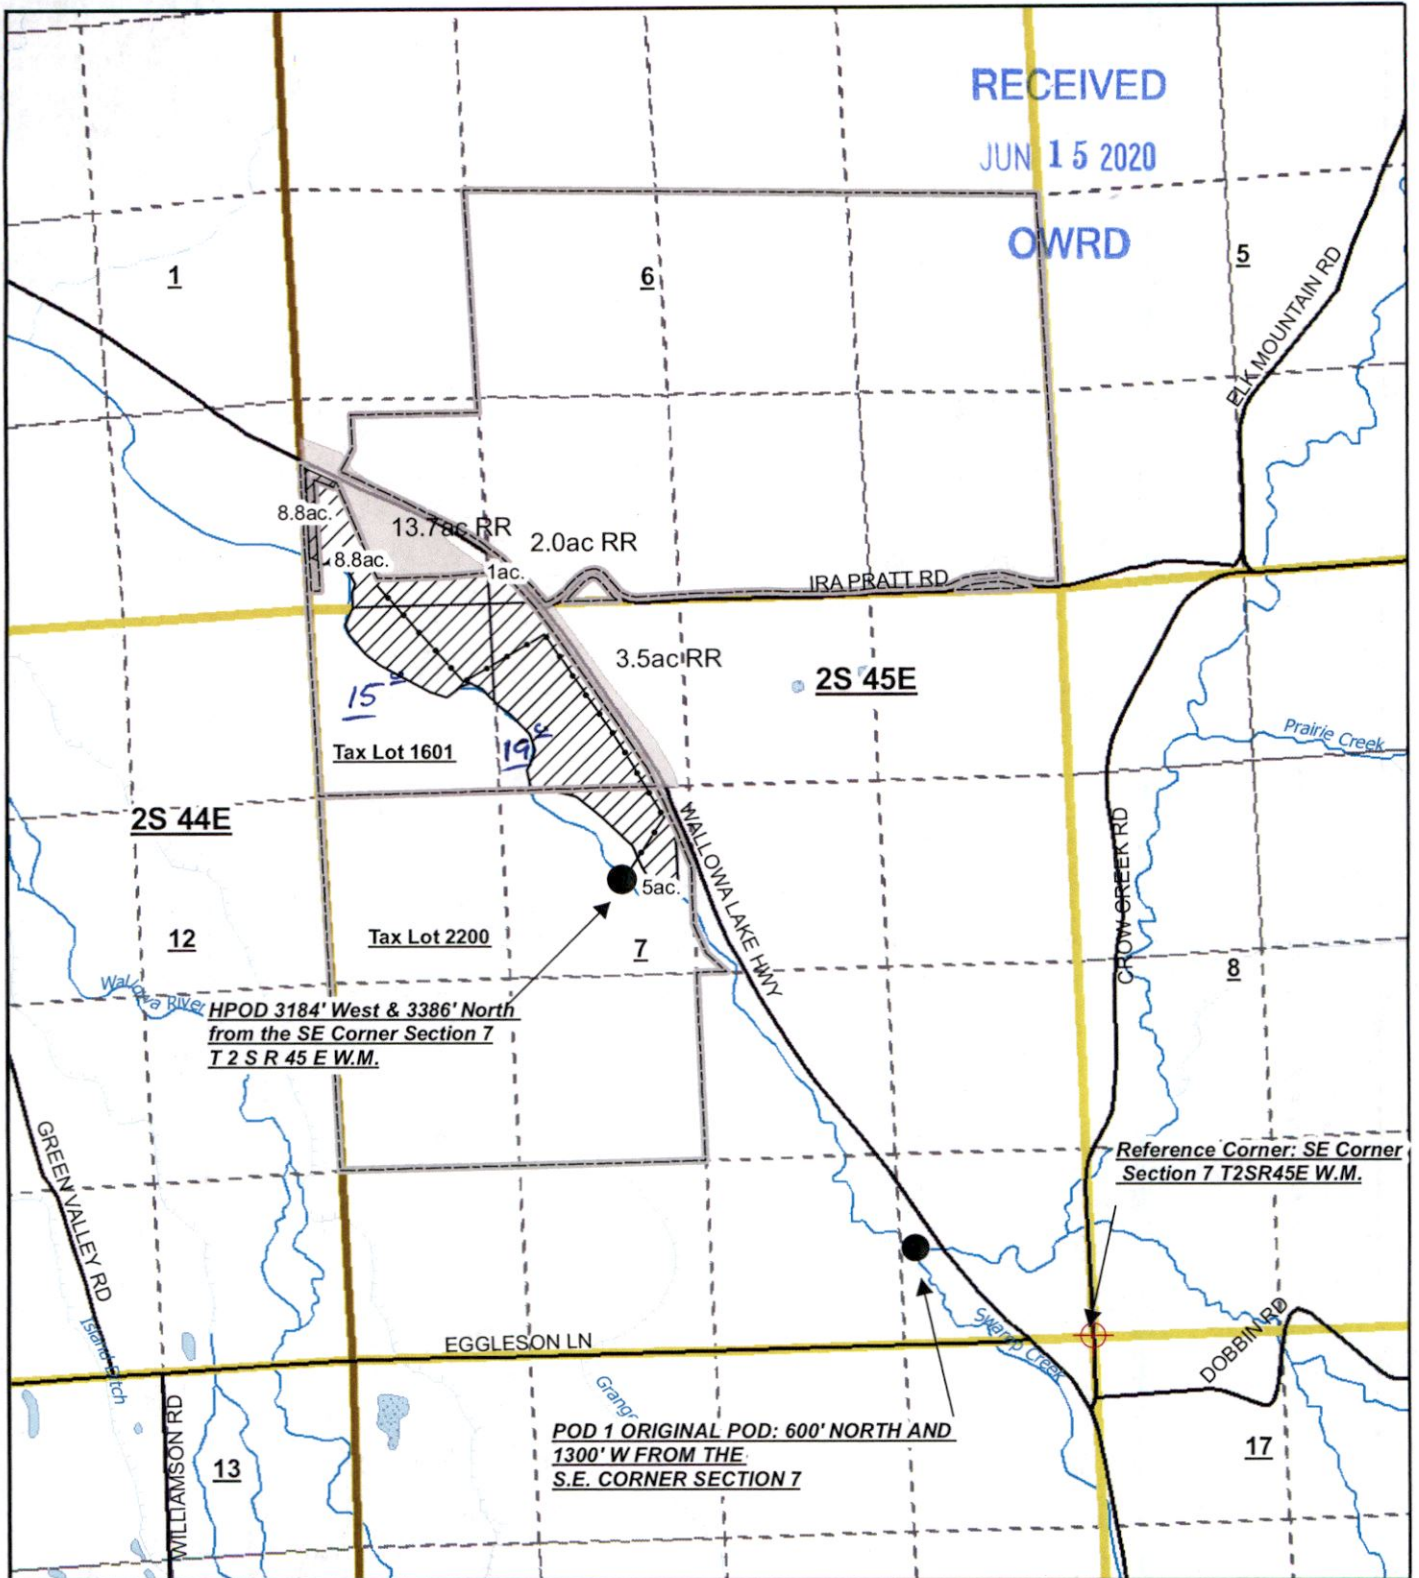 RECEIVED
JUN 15 2020
OWRD
1
6
5
ELK MOUNTAIN RD
8.8ac.
13.7ac RR
2.0ac RR
8.8ac.
1ac.
IRA PRATT RD
3.5ac RR
2S 45E
15
19
Tax Lot 1601
Prairie Creek
2S 44E
WALLOWA LAKE HWY
CROW CREEK RD
5ac.
12
Tax Lot 2200
7
8
Wallowa River
HPOD 3184' West & 3386' North
from the SE Corner Section 7
T 2 S R 45 E W.M.
GREEN VALLEY RD
Reference Corner: SE Corner
Section 7 T2SR45E W.M.
Island Ditch
EGGLESON LN
Swamp Creek
DOBBIN RD
Grange
POD 1 ORIGINAL POD: 600' NORTH AND
1300' W FROM THE
S.E. CORNER SECTION 7
WILLIAMSON RD
13
17